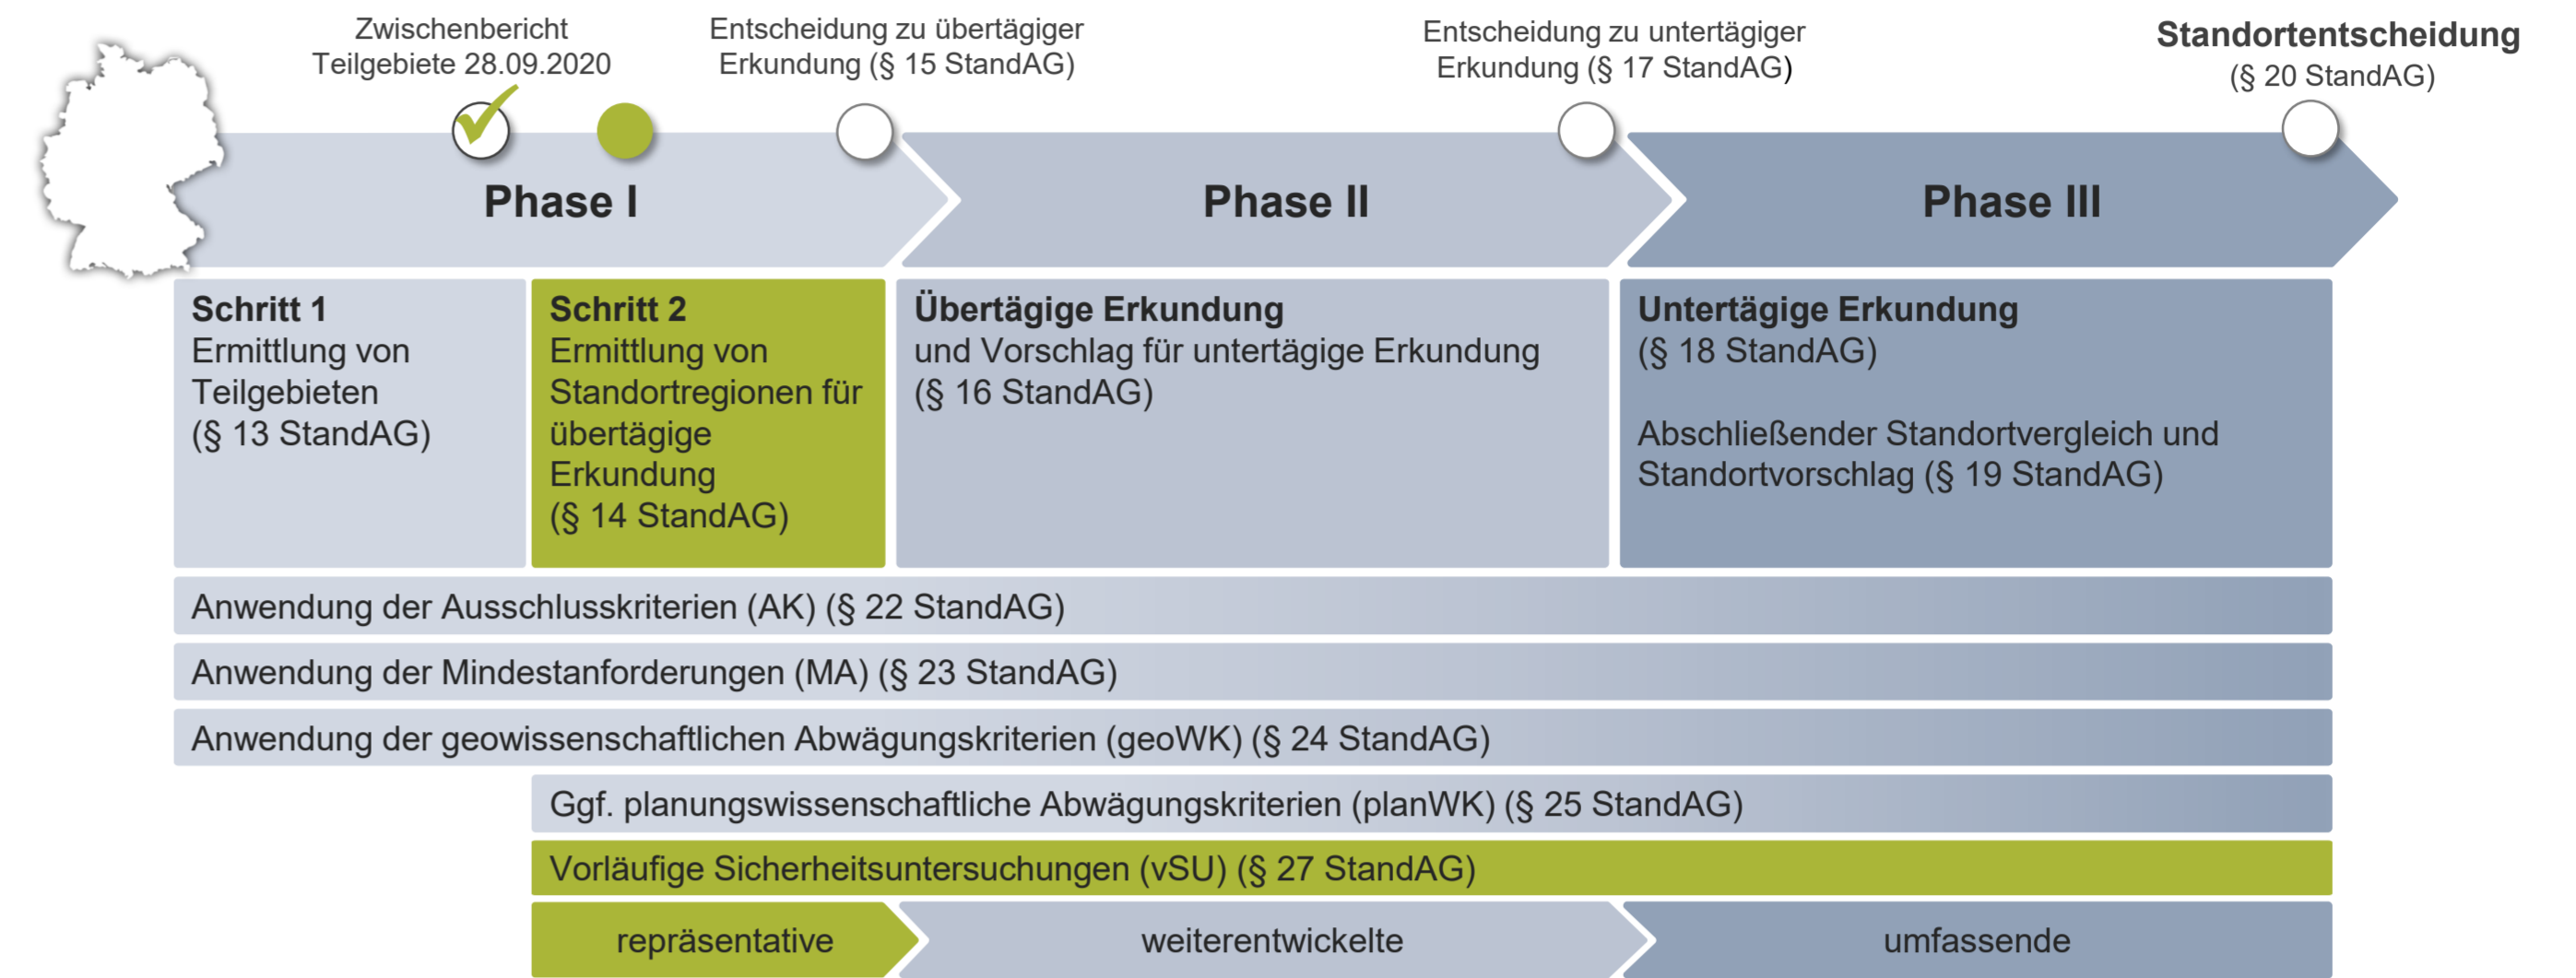 Zwischenbericht
Teilgebiete 28.09.2020
Entscheidung zu übertägiger
Erkundung (§ 15 StandAG)
Entscheidung zu untertägiger
Erkundung (§ 17 StandAG)
Standortentscheidung
(§ 20 StandAG)
Phase I
Phase II
Phase III
Schritt 1
Ermittlung von
Teilgebieten
(§ 13 StandAG)
Schritt 2
Ermittlung von
Standortregionen für
übertägige
Erkundung
(§ 14 StandAG)
Übertägige Erkundung
und Vorschlag für untertägige Erkundung
(§ 16 StandAG)
Untertägige Erkundung
(§ 18 StandAG)
Abschließender Standortvergleich und
Standortvorschlag (§ 19 StandAG)
Anwendung der Ausschlusskriterien (AK) (§ 22 StandAG)
Anwendung der Mindestanforderungen (MA) (§ 23 StandAG)
Anwendung der geowissenschaftlichen Abwägungskriterien (geoWK) (§ 24 StandAG)
Ggf. planungswissenschaftliche Abwägungskriterien (planWK) (§ 25 StandAG)
Vorläufige Sicherheitsuntersuchungen (vSU) (§ 27 StandAG)
repräsentative
weiterentwickelte
umfassende